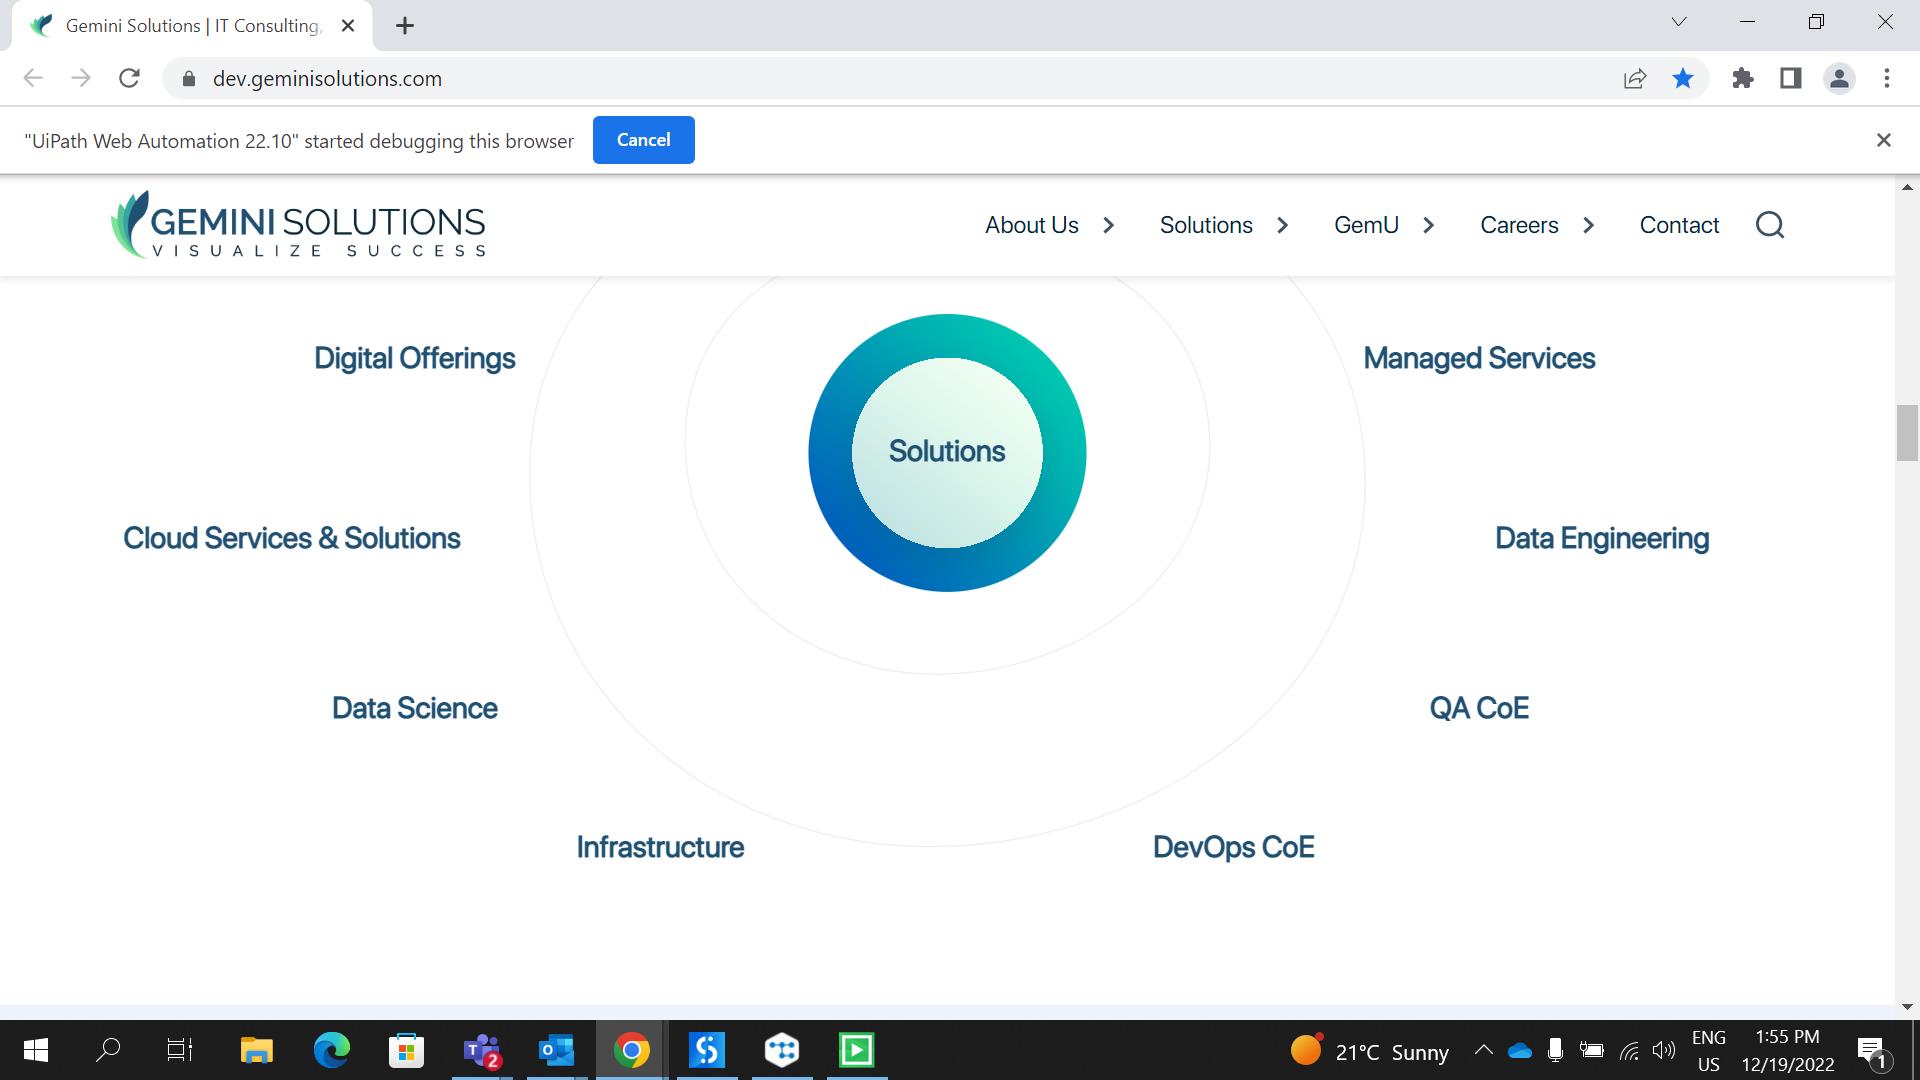 Gemini Solutions | IT Consulting,
dev.geminisolutions.com
"UiPath Web Automation 22.10" started debugging this browser
Cancel
GEMINI SOLUTIONS
VISUALIZE SUCCESS
About Us
Solutions
GemU
Careers
Contact
Digital Offerings
Managed Services
Solutions
Cloud Services & Solutions
Data Engineering
Data Science
QA CoE
Infrastructure
DevOps CoE
T
2
O
21°C Sunny
ENG
US
1:55 PM
12/19/2022
1